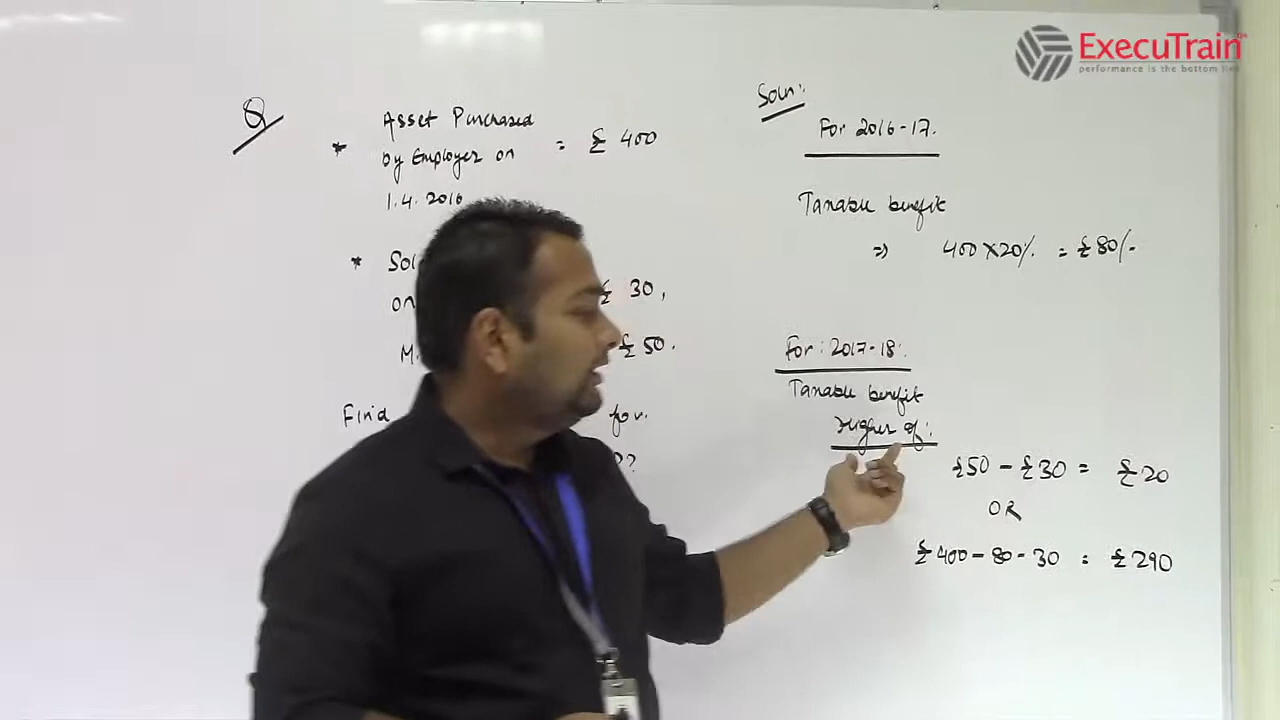 ExecuTrain
performance is the bottom line
Q
* Asset Purchased
by Employer on = £ 400
1.4.2016
* Sol
on £ 30,
M. £ 50.
Find for.
??
Soln:
For 2016-17.
Taxable benefit
⇒ 400 X 20% = £80/-
For: 2017-18:
Taxable benefit
Higher of:
£50 - £30 = £20
OR
£400 - 80 - 30 = £290